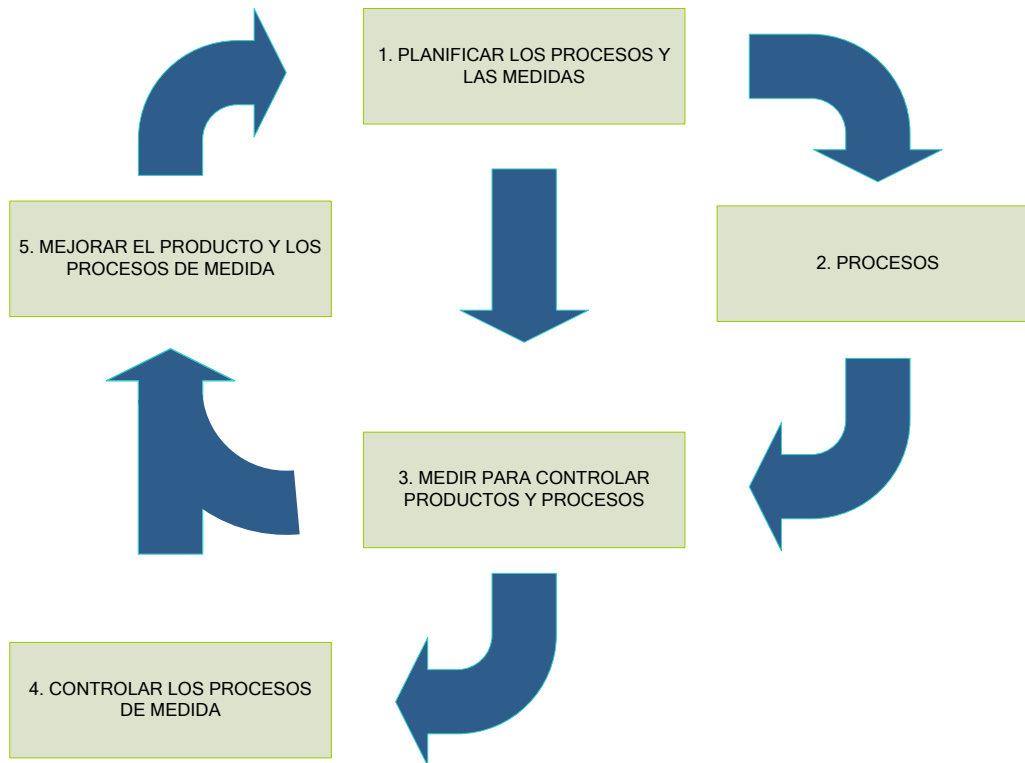 1. PLANIFICAR LOS PROCESOS Y
LAS MEDIDAS
2. PROCESOS
3. MEDIR PARA CONTROLAR
PRODUCTOS Y PROCESOS
4. CONTROLAR LOS PROCESOS
DE MEDIDA
5. MEJORAR EL PRODUCTO Y LOS
PROCESOS DE MEDIDA